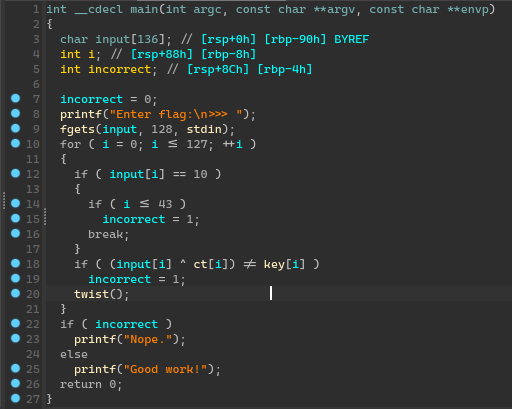 1 int __cdecl main(int argc, const char **argv, const char **envp)
2 {
3   char input[136]; // [rsp+0h] [rbp-90h] BYREF
4   int i; // [rsp+88h] [rbp-8h]
5   int incorrect; // [rsp+8Ch] [rbp-4h]
6
7   incorrect = 0;
8   printf("Enter flag:\n>>> ");
9   fgets(input, 128, stdin);
10   for ( i = 0; i <= 127; ++i )
11   {
12     if ( input[i] == 10 )
13     {
14       if ( i <= 43 )
15         incorrect = 1;
16       break;
17     }
18     if ( (input[i] ^ ct[i]) != key[i] )
19       incorrect = 1;
20     twist();
21   }
22   if ( incorrect )
23     printf("Nope.");
24   else
25     printf("Good work!");
26   return 0;
27 }